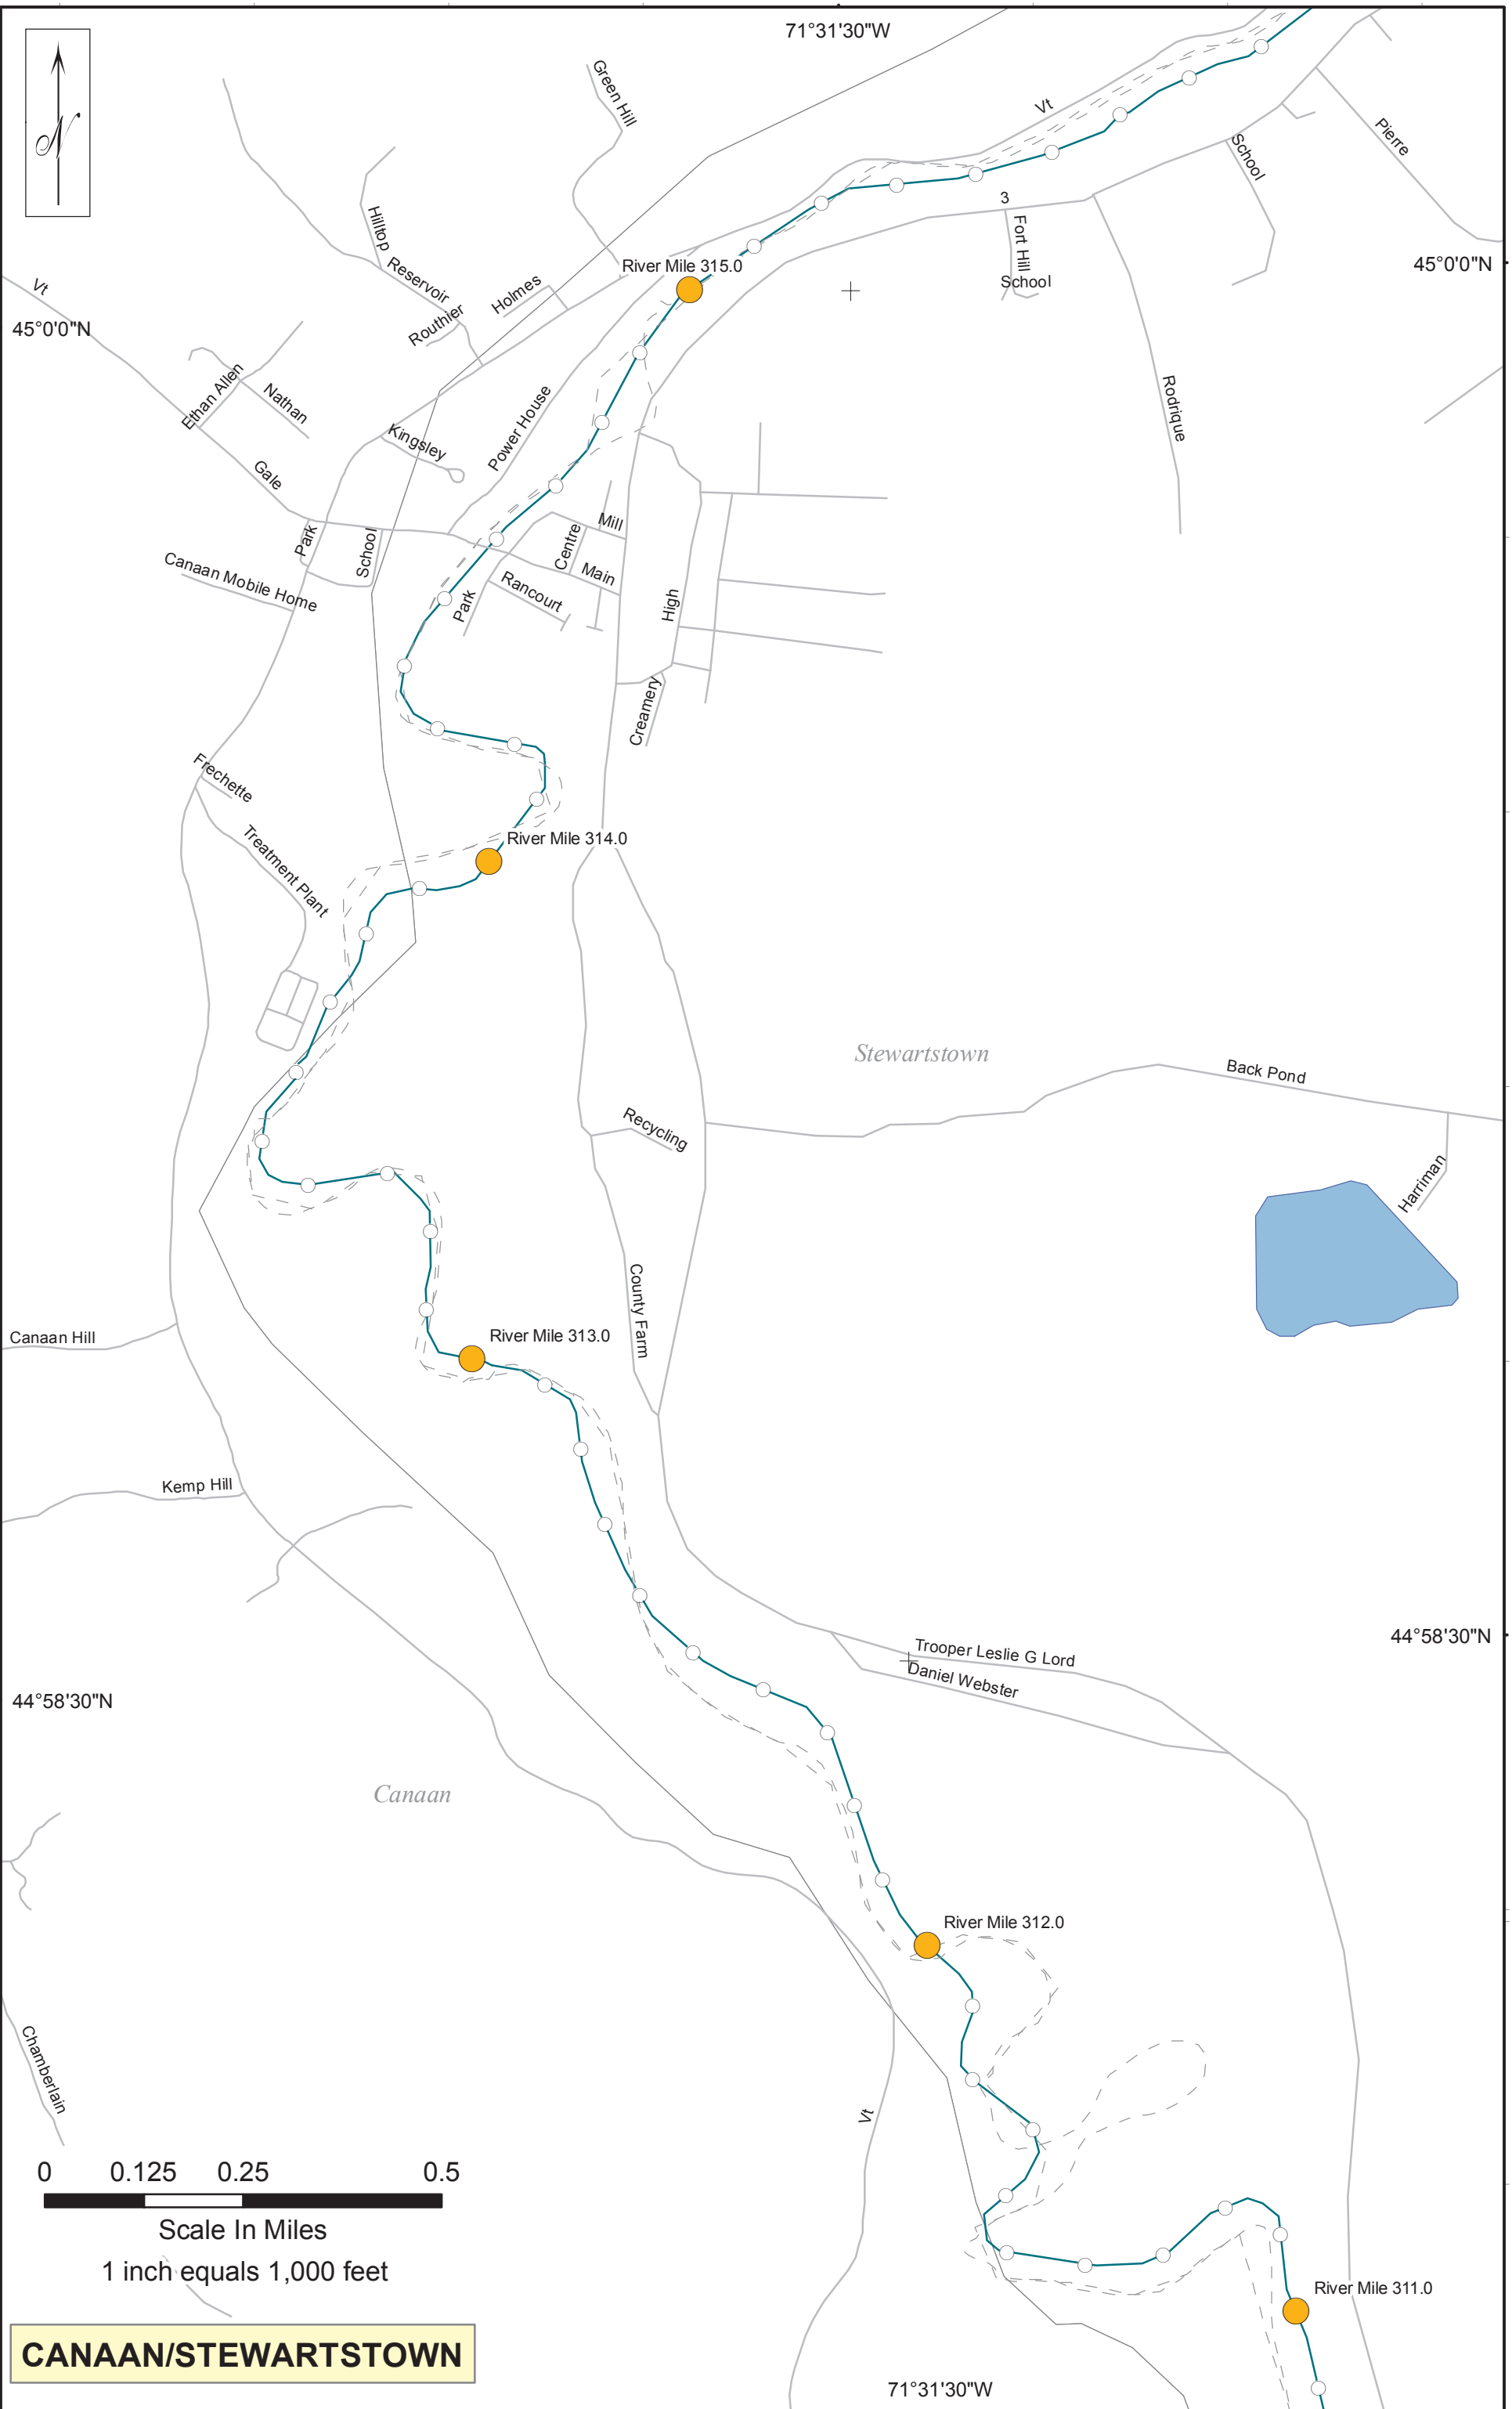 71°31'30"W
N
Green Hill
Vt
Pierre
School
Hilltop
3
Fort Hill
School
Reservoir
Holmes
Routhier
River Mile 315.0
45°0'0"N
Vt
45°0'0"N
Ethan Allen
Nathan
Rodrique
Power House
Kingsley
Gale
Park
School
Mill
Centre
Main
Canaan Mobile Home
Park
Rancourt
High
Creamery
Frechette
Treatment Plant
River Mile 314.0
Stewartstown
Back Pond
Recycling
Harriman
County Farm
Canaan Hill
River Mile 313.0
Kemp Hill
Trooper Leslie G Lord
Daniel Webster
44°58'30"N
44°58'30"N
Canaan
River Mile 312.0
Chamberlain
Vt
0 0.125 0.25 0.5
Scale In Miles
1 inch equals 1,000 feet
River Mile 311.0
CANAAN/STEWARTSTOWN
71°31'30"W